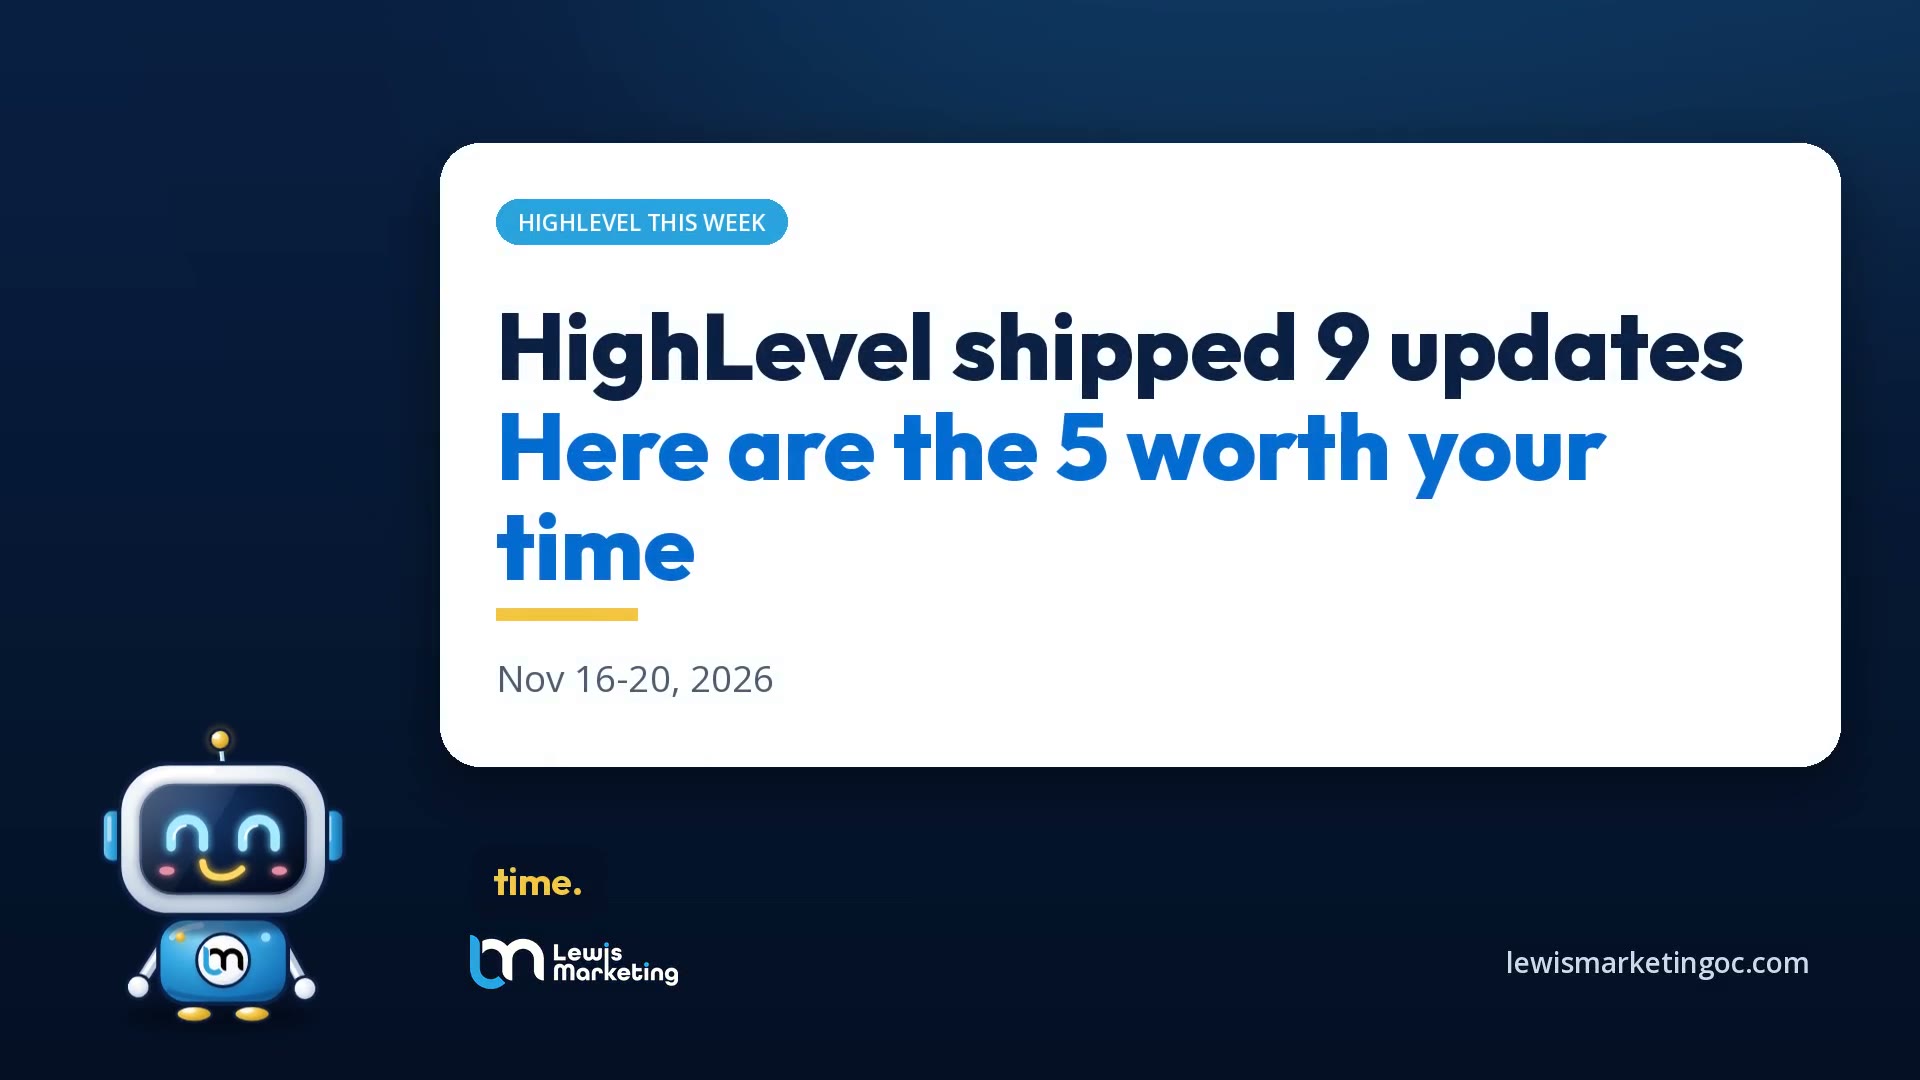 HIGHLEVEL THIS WEEK
HighLevel shipped 9 updates
Here are the 5 worth your
time
Nov 16-20, 2026
time.
Lewis
Marketing
lewismarketingoc.com